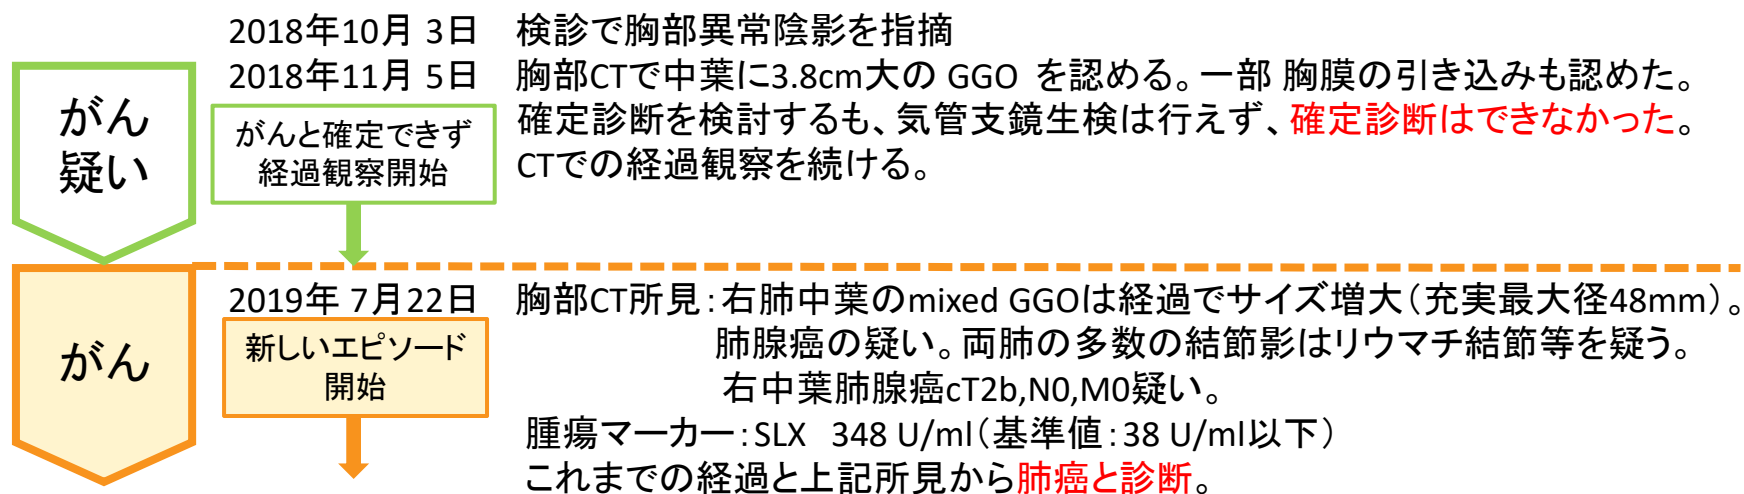 2018年10月 3日 検診で胸部異常陰影を指摘
2018年11月 5日 胸部CTで中葉に3.8cm大の GGO を認める。一部 胸膜の引き込みも認めた。
確定診断を検討するも、気管支鏡生検は行えず、確定診断はできなかった。
CTでの経過観察を続ける。
がん
疑い
がんと確定できず
経過観察開始
2019年 7月22日 胸部CT所見：右肺中葉のmixed GGOは経過でサイズ増大（充実最大径48mm）。
肺腺癌の疑い。両肺の多数の結節影はリウマチ結節等を疑う。
右中葉肺腺癌cT2b,N0,M0疑い。
がん
新しいエピソード
開始
腫瘍マーカー：SLX 348 U/ml（基準値：38 U/ml以下）
これまでの経過と上記所見から肺癌と診断。